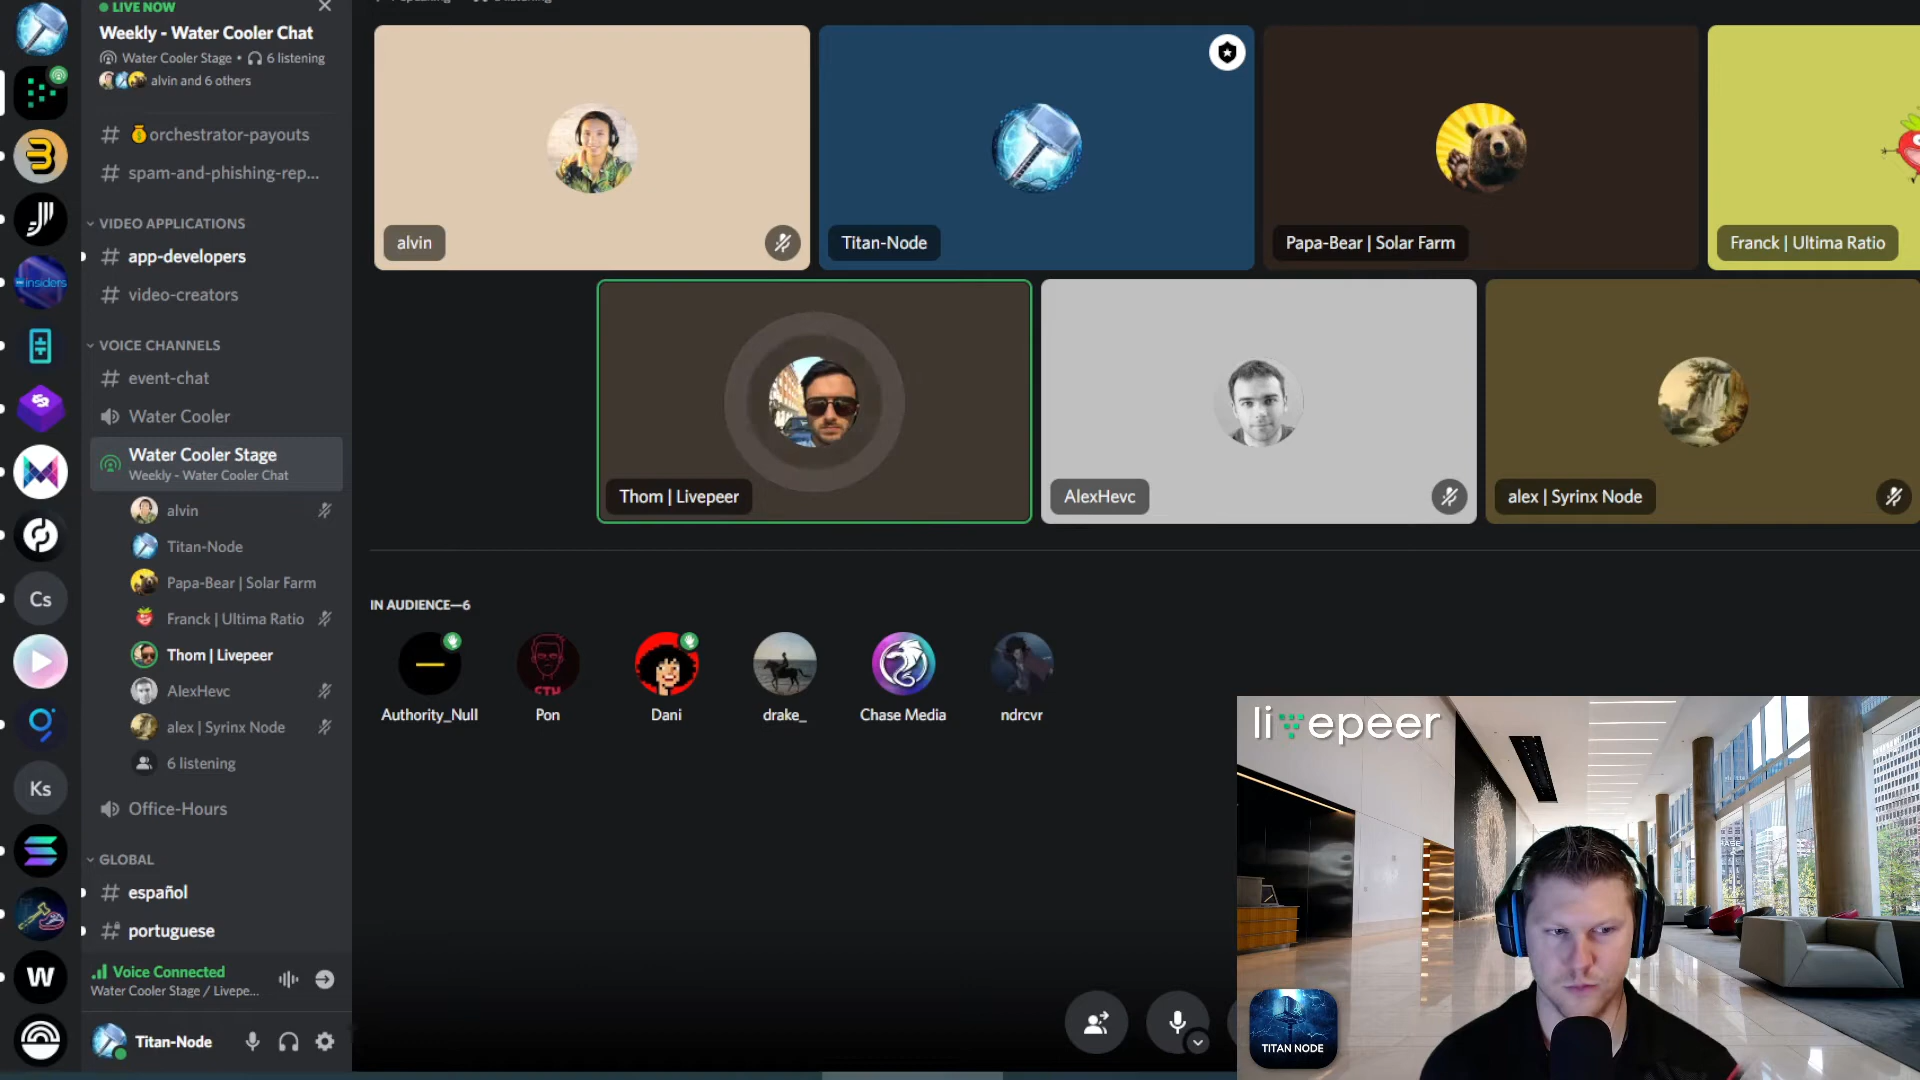 LIVE NOW
Weekly - Water Cooler Chat
Water Cooler Stage • 6 listening
alvin and 6 others
orchestrator-payouts
spam-and-phishing-rep...
VIDEO APPLICATIONS
app-developers
video-creators
VOICE CHANNELS
event-chat
Water Cooler
Water Cooler Stage
Weekly - Water Cooler Chat
alvin
Titan-Node
Papa-Bear | Solar Farm
Franck | Ultima Ratio
Thom | Livepeer
AlexHevc
alex | Syrinx Node
6 listening
Office-Hours
GLOBAL
español
portuguese
Voice Connected
Water Cooler Stage / Livepe...
Titan-Node
insiders
Cs
Ks
W
alvin
Titan-Node
Papa-Bear | Solar Farm
Franck | Ultima Ratio
Thom | Livepeer
AlexHevc
alex | Syrinx Node
IN AUDIENCE—6
Authority_Null
Pon
Dani
drake_
Chase Media
ndrcvr
livepeer
TITAN NODE